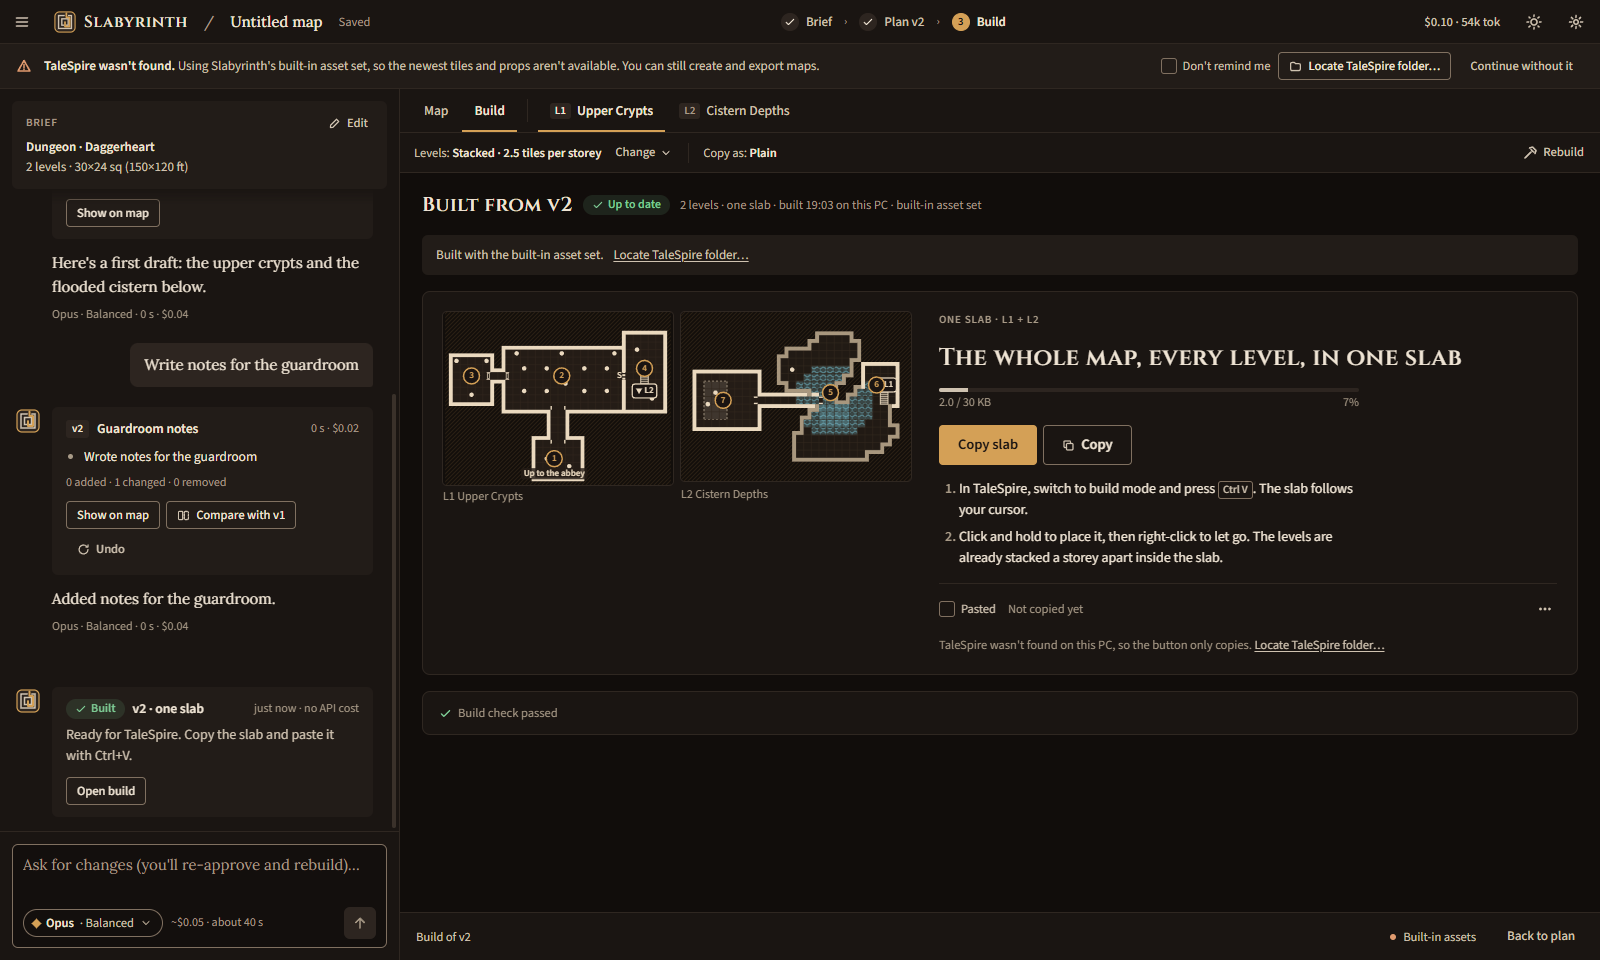 Slabyrinth / Untitled map Saved
Brief › Plan v2 › 3 Build
$0.10 · 54k tok
TaleSpire wasn't found. Using Slabyrinth's built-in asset set, so the newest tiles and props aren't available. You can still create and export maps.
Don't remind me Locate TaleSpire folder... Continue without it
BRIEF Edit
Dungeon · Daggerheart
2 levels · 30×24 sq (150×120 ft)
Show on map
Here's a first draft: the upper crypts and the
flooded cistern below.
Opus · Balanced · 0 s · $0.04
Write notes for the guardroom
v2 Guardroom notes 0 s · $0.02
Wrote notes for the guardroom
0 added · 1 changed · 0 removed
Show on map Compare with v1
Undo
Added notes for the guardroom.
Opus · Balanced · 0 s · $0.04
Built v2 · one slab just now · no API cost
Ready for TaleSpire. Copy the slab and paste it
with Ctrl+V.
Open build
Ask for changes (you'll re-approve and rebuild)...
Opus · Balanced ~$0.05 · about 40 s
Map Build L1 Upper Crypts L2 Cistern Depths
Levels: Stacked · 2.5 tiles per storey Change Copy as: Plain Rebuild
Built from v2 Up to date 2 levels · one slab · built 19:03 on this PC · built-in asset set
Built with the built-in asset set. Locate TaleSpire folder...
3 2 S 4
▼ L2
1
Up to the abbey
L1 Upper Crypts
7 5 6 L1
L2 Cistern Depths
ONE SLAB · L1 + L2
The whole map, every level, in one slab
2.0 / 30 KB 7%
Copy slab Copy
1. In TaleSpire, switch to build mode and press Ctrl V. The slab follows
your cursor.
2. Click and hold to place it, then right-click to let go. The levels are
already stacked a storey apart inside the slab.
Pasted Not copied yet
TaleSpire wasn't found on this PC, so the button only copies. Locate TaleSpire folder...
Build check passed
Build of v2 Built-in assets Back to plan